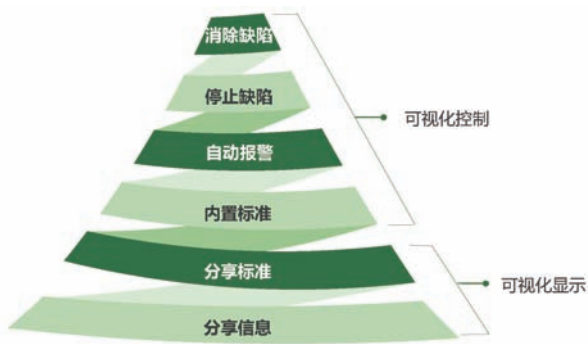 消除缺陷
停止缺陷
可视化控制
自动报警
内置标准
分享标准
可视化显示
分享信息